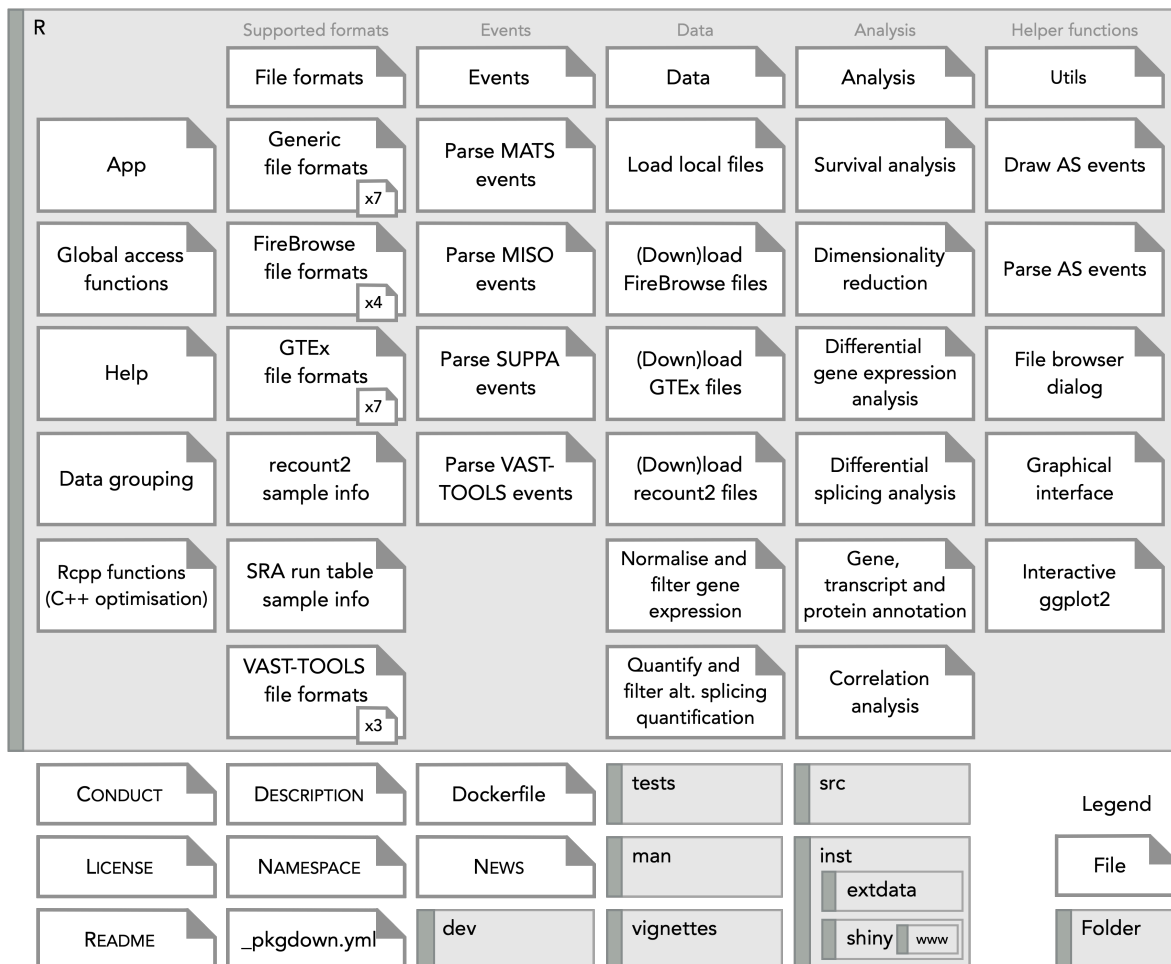 R
Supported formats
Events
Data
Analysis
Helper functions
File formats
Events
Data
Analysis
Utils
App
Generic
file formats
x7
Parse MATS
events
Load local files
Survival analysis
Draw AS events
Global access
functions
FireBrowse
file formats
x4
Parse MISO
events
(Down)load
FireBrowse files
Dimensionality
reduction
Parse AS events
Help
GTEx
file formats
x7
Parse SUPPA
events
(Down)load
GTEx files
Differential
gene expression
analysis
File browser
dialog
Data grouping
recount2
sample info
Parse VAST-
TOOLS events
(Down)load
recount2 files
Differential
splicing analysis
Graphical
interface
Rcpp functions
(C++ optimisation)
SRA run table
sample info
Normalise and
filter gene
expression
Gene,
transcript and
protein annotation
Interactive
ggplot2
VAST-TOOLS
file formats
x3
Quantify and
filter alt. splicing
quantification
Correlation
analysis
CONDUCT
DESCRIPTION
Dockerfile
tests
src
Legend
LICENSE
NAMESPACE
NEWS
man
inst
extdata
File
README
_pkgdown.yml
dev
vignettes
shiny
www
Folder